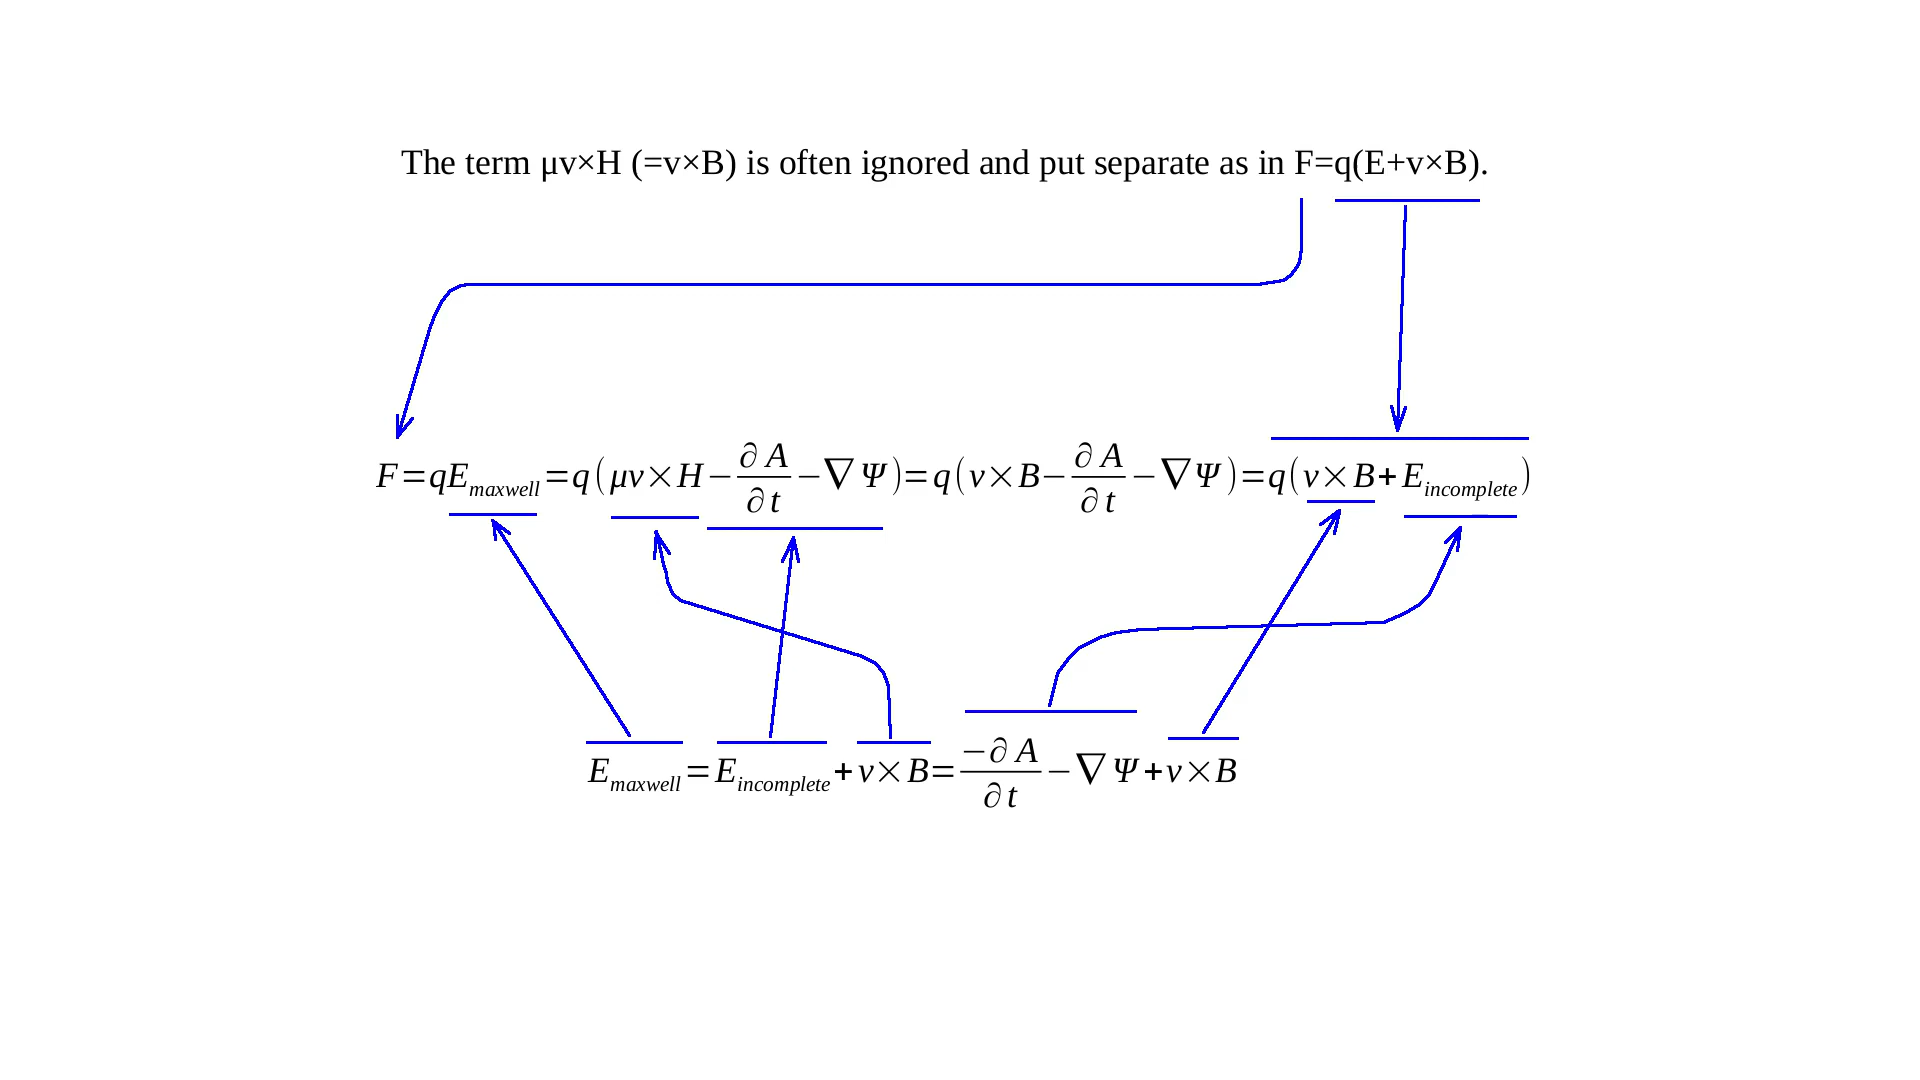 The term μv×H (=v×B) is often ignored and put separate as in F=q(E+v×B).
F=qE_maxwell=q(μv×H−∂A/∂t−∇Ψ)=q(v×B−∂A/∂t−∇Ψ)=q(v×B+E_incomplete)
E_maxwell=E_incomplete+v×B=−∂A/∂t−∇Ψ+v×B